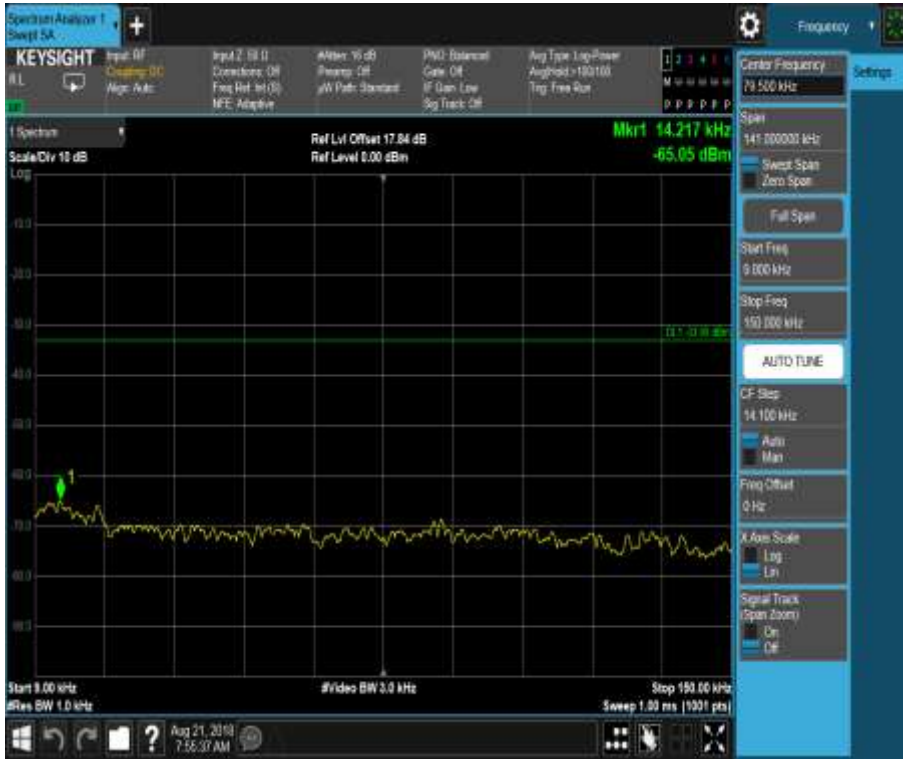 Spectrum Analyzer 1
Swept SA
Frequency
KEYSIGHT
Input: RF
Coupling: DC
Align: Auto
Input Z: 50 Ω
Corrections: Off
Freq Ref: Int (S)
NFE: Adaptive
#Atten: 16 dB
Preamp: Off
µW Path: Standard
PNO: Balanced
Gate: Off
IF Gain: Low
Sig Track: Off
Avg Type: Log-Power
Avg|Hold:>100/100
Trig: Free Run
1 2 3 4 5 6
P P P P P P
1 Spectrum
Scale/Div 10 dB
Log
Ref Lvl Offset 17.84 dB
Ref Level 0.00 dBm
Mkr1 14.217 kHz
-65.05 dBm
1
Start 9.00 kHz
#Res BW 1.0 kHz
#Video BW 3.0 kHz
Stop 150.00 kHz
Sweep 1.00 ms (1001 pts)
Aug 21, 2018
7:55:37 AM
Center Frequency
79.500 kHz
Settings
Span
141.000000 kHz
Swept Span
Zero Span
Full Span
Start Freq
9.000 kHz
Stop Freq
150.000 kHz
AUTO TUNE
CF Step
14.100 kHz
Auto
Man
Freq Offset
0 Hz
X Axis Scale
Log
Lin
Signal Track
(Span Zoom)
On
Off